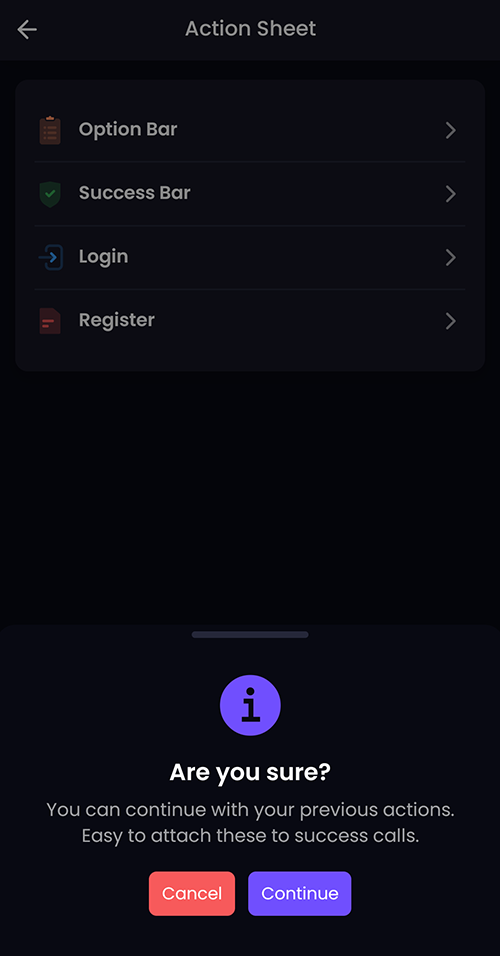 Action Sheet
Option Bar
Success Bar
Login
Register
Are you sure?
You can continue with your previous actions.
Easy to attach these to success calls.
Cancel Continue